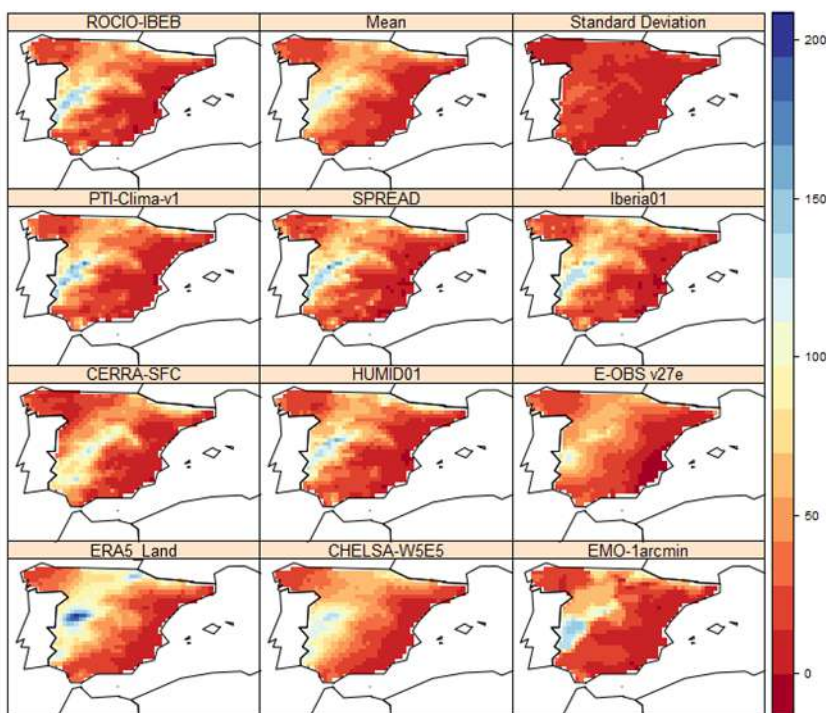 ROCIO-IBEB Mean Standard Deviation
PTI-Clima-v1 SPREAD Iberia01
CERRA-SFC HUMID01 E-OBS v27e
ERA5_Land CHELSA-W5E5 EMO-1arcmin
200
150
100
50
0